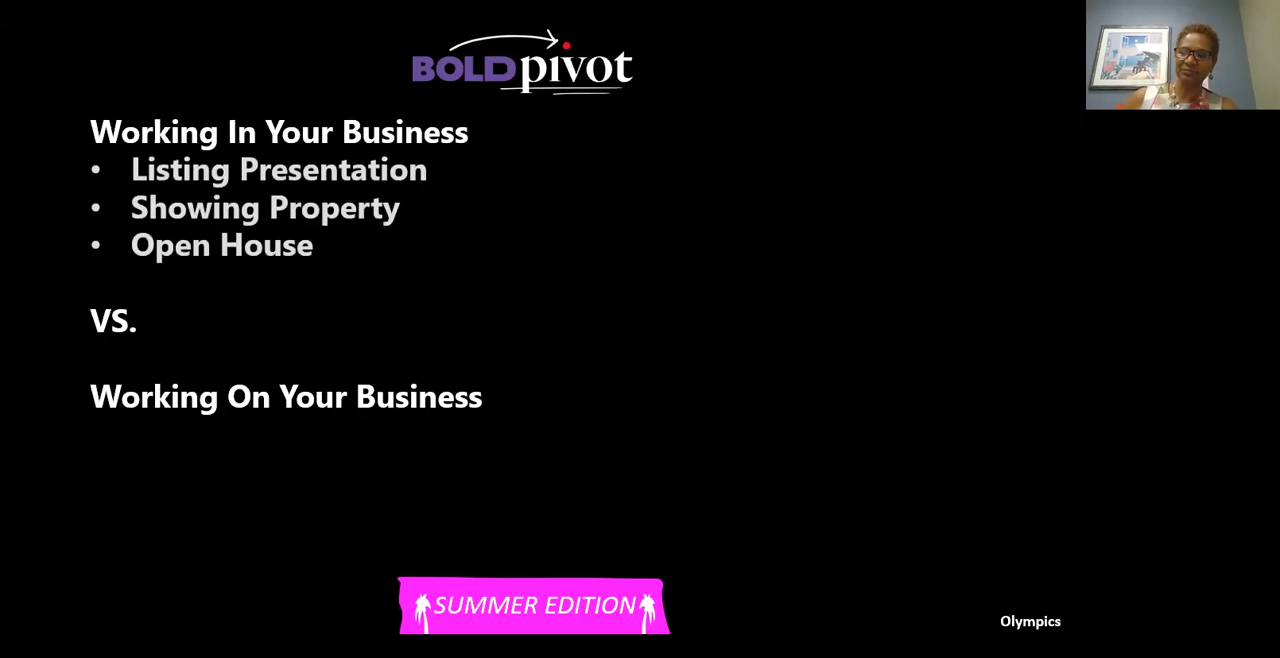 BOLDpivot
Working In Your Business
• Listing Presentation
• Showing Property
• Open House
VS.
Working On Your Business
SUMMER EDITION
Olympics